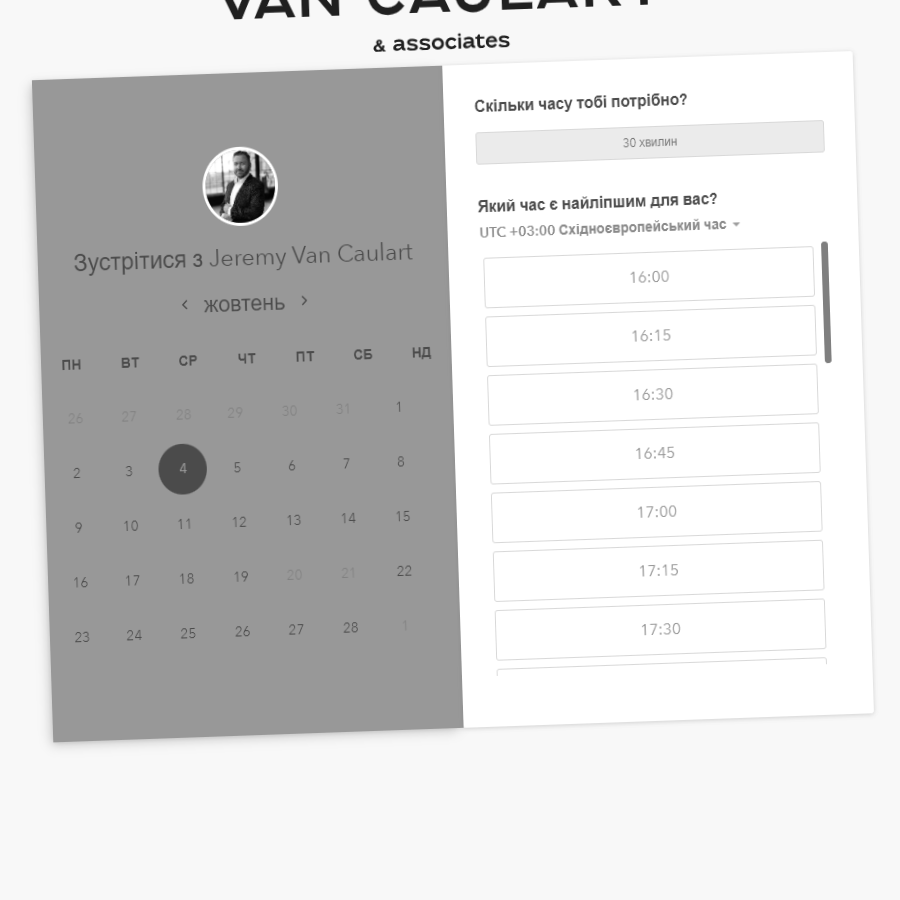 VAN CAULART
& associates
Зустрітися з Jeremy Van Caulart
‹ жовтень ›
ПН ВТ СР ЧТ ПТ СБ НД
26 27 28 29 30 31 1
2 3 4 5 6 7 8
9 10 11 12 13 14 15
16 17 18 19 20 21 22
23 24 25 26 27 28 1
Скільки часу тобі потрібно?
30 хвилин
Який час є найліпшим для вас?
UTC +03:00 Східноєвропейський час
16:00
16:15
16:30
16:45
17:00
17:15
17:30